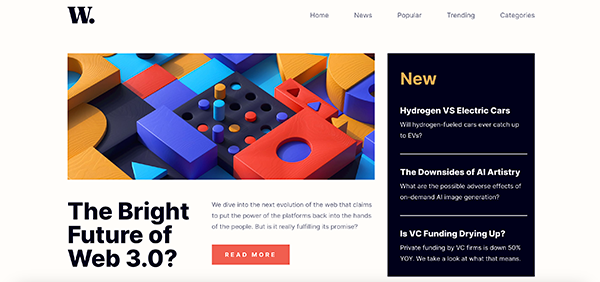 W.
Home News Popular Trending Categories
New
Hydrogen VS Electric Cars
Will hydrogen-fueled cars ever catch up
to EVs?
The Downsides of AI Artistry
What are the possible adverse effects of
on-demand AI image generation?
Is VC Funding Drying Up?
Private funding by VC firms is down 50%
YOY. We take a look at what that means.
The Bright
Future of
Web 3.0?
We dive into the next evolution of the web that claims
to put the power of the platforms back into the hands
of the people. But is it really fulfilling its promise?
READ MORE